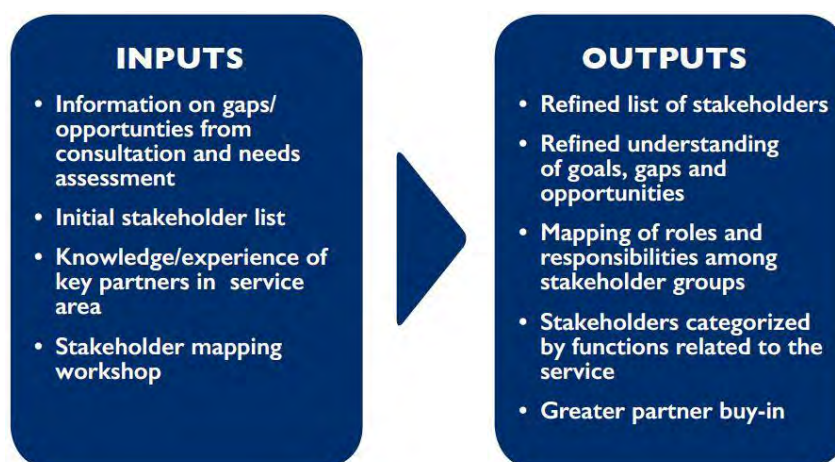 INPUTS
• Information on gaps/
opportunties from
consultation and needs
assessment
• Initial stakeholder list
• Knowledge/experience of
key partners in service
area
• Stakeholder mapping
workshop
OUTPUTS
• Refined list of stakeholders
• Refined understanding
of goals, gaps and
opportunities
• Mapping of roles and
responsibilities among
stakeholder groups
• Stakeholders categorized
by functions related to the
service
• Greater partner buy-in